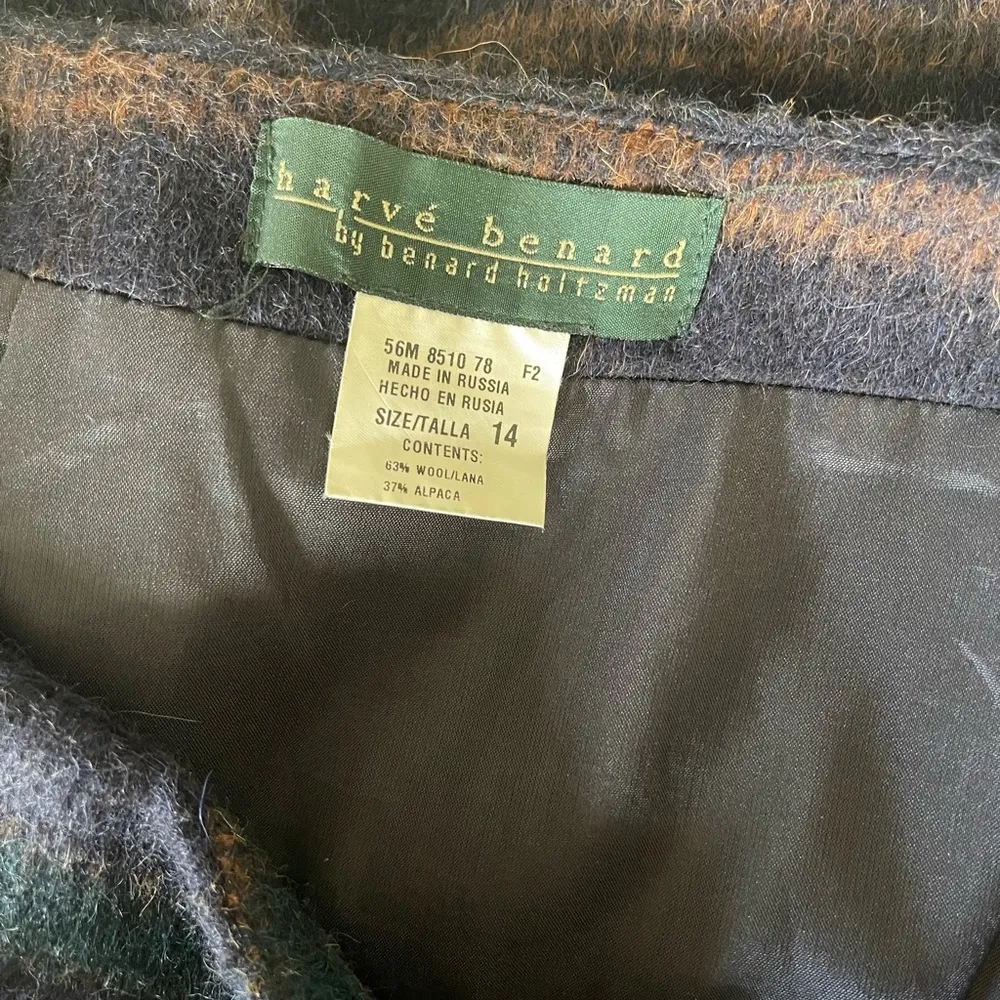 harvé benard
by benard holtzman
56M 8510 78 F2
MADE IN RUSSIA
HECHO EN RUSIA
SIZE/TALLA 14
CONTENTS:
63% WOOL/LANA
37% ALPACA